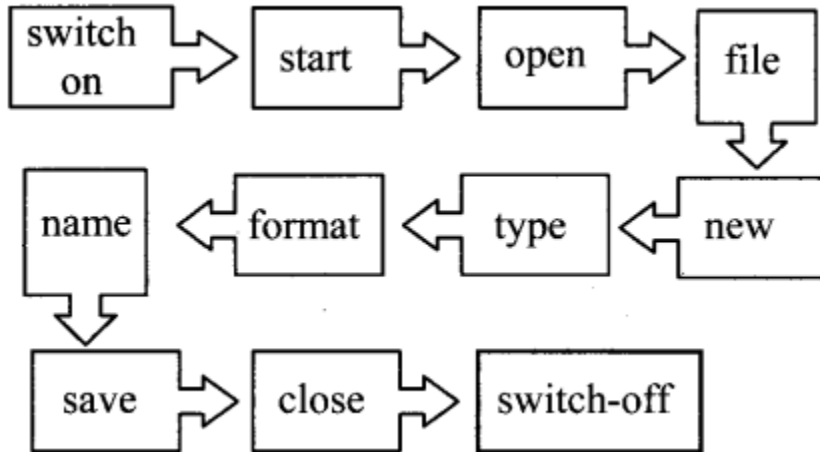 switch
on
start
open
file
new
type
format
name
save
close
switch-off